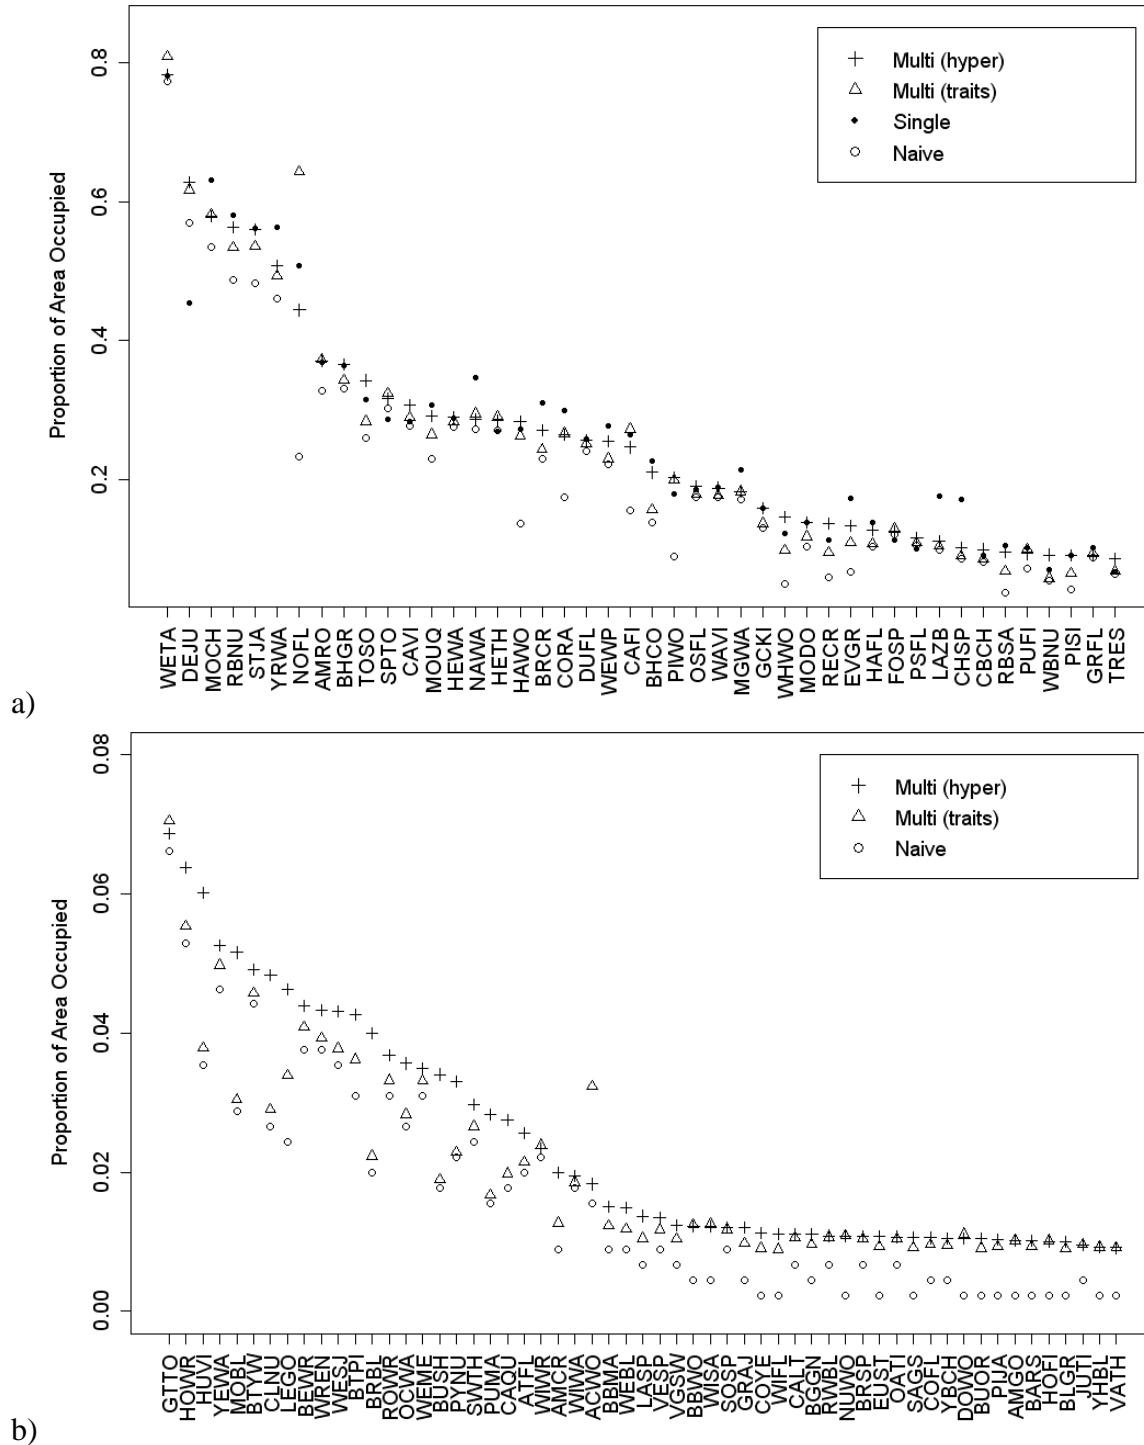 0.8
0.6
0.4
0.2
Proportion of Area Occupied
Multi (hyper)
Multi (traits)
Single
Naive
WETA DEJU MOCH RBNU STJA YRWA NOFL AMRO BHGR TOSO SPTO CAVI MOUQ HEWA NAWA HETH HAWO BRCR CORA DUFL WEWP CAFI BHCO PIWO OSFL WAVI MGWA GCKI WHWO MODO RECR EVGR HAFL FOSP PSFL LAZB CHSP CBCH RBSA PUFI WBNU PISI GRFL TRES
a)
0.08
0.06
0.04
0.02
0.00
Proportion of Area Occupied
Multi (hyper)
Multi (traits)
Naive
GTTO HOWR HUVI YEWA MOBL BTYW CLNU LEGO BEWR WREN WESJ BTPI BRBL ROWR OCWA WEME BUSH PYNU SWTH PUMA CAQU ATFL WIWR AMCR WIWA ACWO BBMA WEBL LASP VESP VGSW BBWO WISA SOSP GRAJ COYE WIFL CALT BGGN RWBL NUWO BRSP EUST OATI SAGS COFL YBCH DOWO BUOR PIJA AMGO BARS HOFI BLGR JUTI YHBL VATH
b)